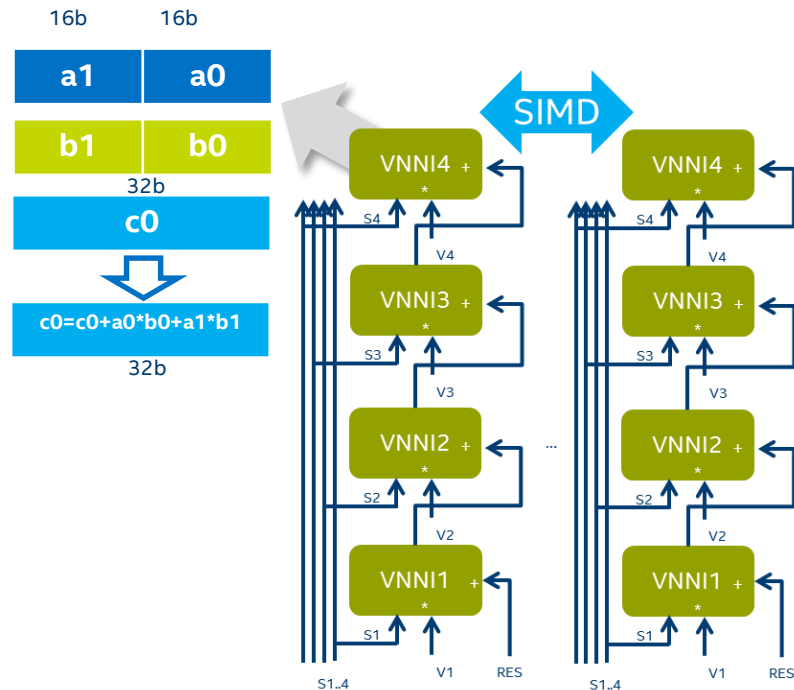 16b 16b
a1 a0
b1 b0
32b
c0
c0=c0+a0*b0+a1*b1
32b
SIMD
VNNI4 +
*
S4
V4
VNNI3 +
*
S3
V3
VNNI2 +
*
S2
V2
VNNI1 +
*
S1
V1 RES
S1..4
...
VNNI4 +
*
S4
V4
VNNI3 +
*
S3
V3
VNNI2 +
*
S2
V2
VNNI1 +
*
S1
V1 RES
S1..4